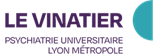 LE VINATIER
PSYCHIATRIE UNIVERSITAIRE
LYON MÉTROPOLE